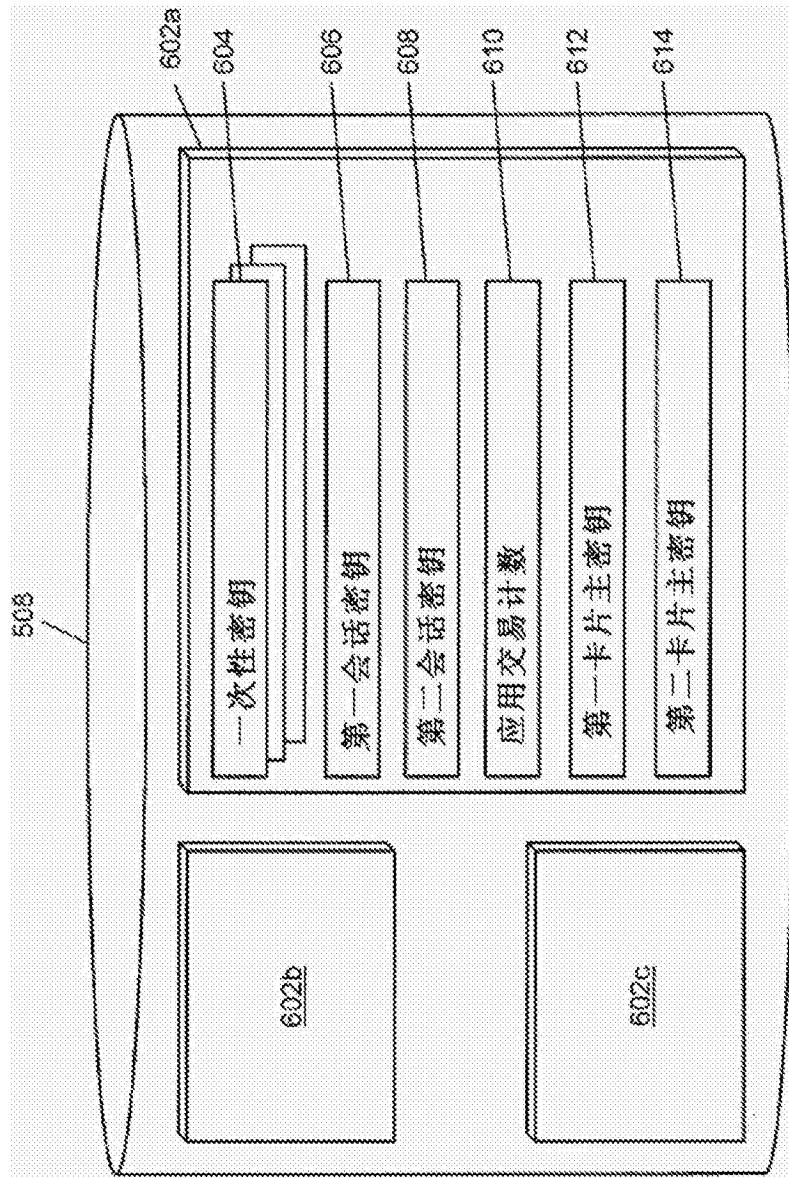 508
602b
602c
602a
一次性密钥
604
第一会话密钥
606
第二会话密钥
608
应用交易计数
610
第一卡片主密钥
612
第二卡片主密钥
614